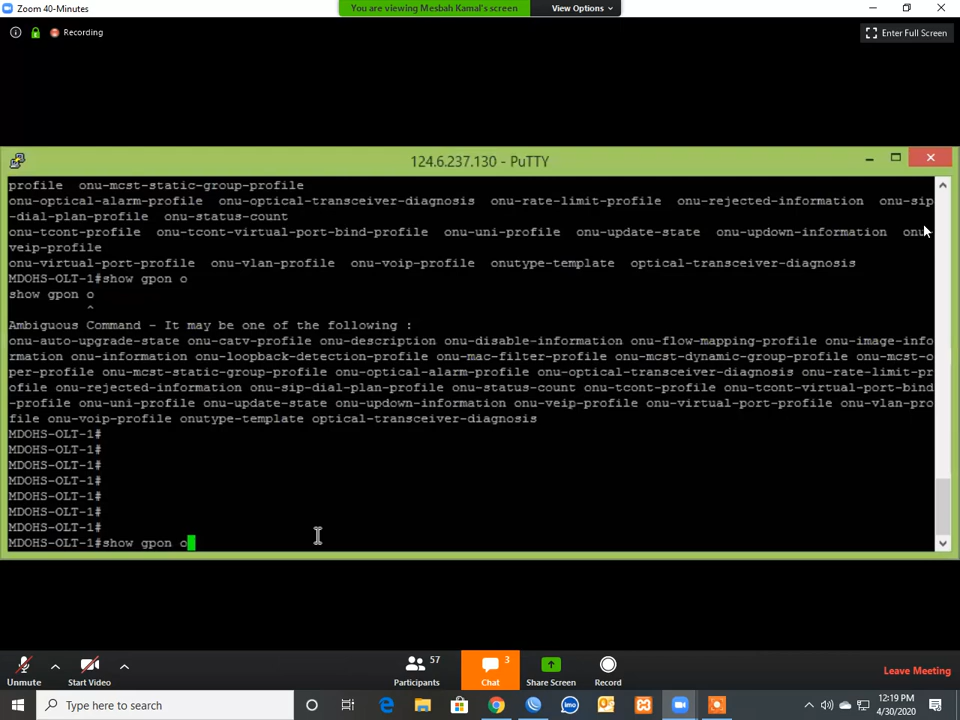 Zoom 40-Minutes
You are viewing Mesbah Kamal's screen
View Options
Recording
Enter Full Screen
124.6.237.130 - PuTTY
profile  onu-mcst-static-group-profile
onu-optical-alarm-profile  onu-optical-transceiver-diagnosis  onu-rate-limit-profile  onu-rejected-information  onu-sip
-dial-plan-profile  onu-status-count
onu-tcont-profile  onu-tcont-virtual-port-bind-profile  onu-uni-profile  onu-update-state  onu-updown-information  onu-
veip-profile
onu-virtual-port-profile  onu-vlan-profile  onu-voip-profile  onutype-template  optical-transceiver-diagnosis
MDOHS-OLT-1#show gpon o
show gpon o
^
Ambiguous Command - It may be one of the following :
onu-auto-upgrade-state onu-catv-profile onu-description onu-disable-information onu-flow-mapping-profile onu-image-info
rmation onu-information onu-loopback-detection-profile onu-mac-filter-profile onu-mcst-dynamic-group-profile onu-mcst-o
per-profile onu-mcst-static-group-profile onu-optical-alarm-profile onu-optical-transceiver-diagnosis onu-rate-limit-pr
ofile onu-rejected-information onu-sip-dial-plan-profile onu-status-count onu-tcont-profile onu-tcont-virtual-port-bind
-profile onu-uni-profile onu-update-state onu-updown-information onu-veip-profile onu-virtual-port-profile onu-vlan-pro
file onu-voip-profile onutype-template optical-transceiver-diagnosis
MDOHS-OLT-1#
MDOHS-OLT-1#
MDOHS-OLT-1#
MDOHS-OLT-1#
MDOHS-OLT-1#
MDOHS-OLT-1#
MDOHS-OLT-1#
MDOHS-OLT-1#show gpon o
Unmute
Start Video
57
Participants
3
Chat
Share Screen
Record
Leave Meeting
Type here to search
imo
12:19 PM
4/30/2020